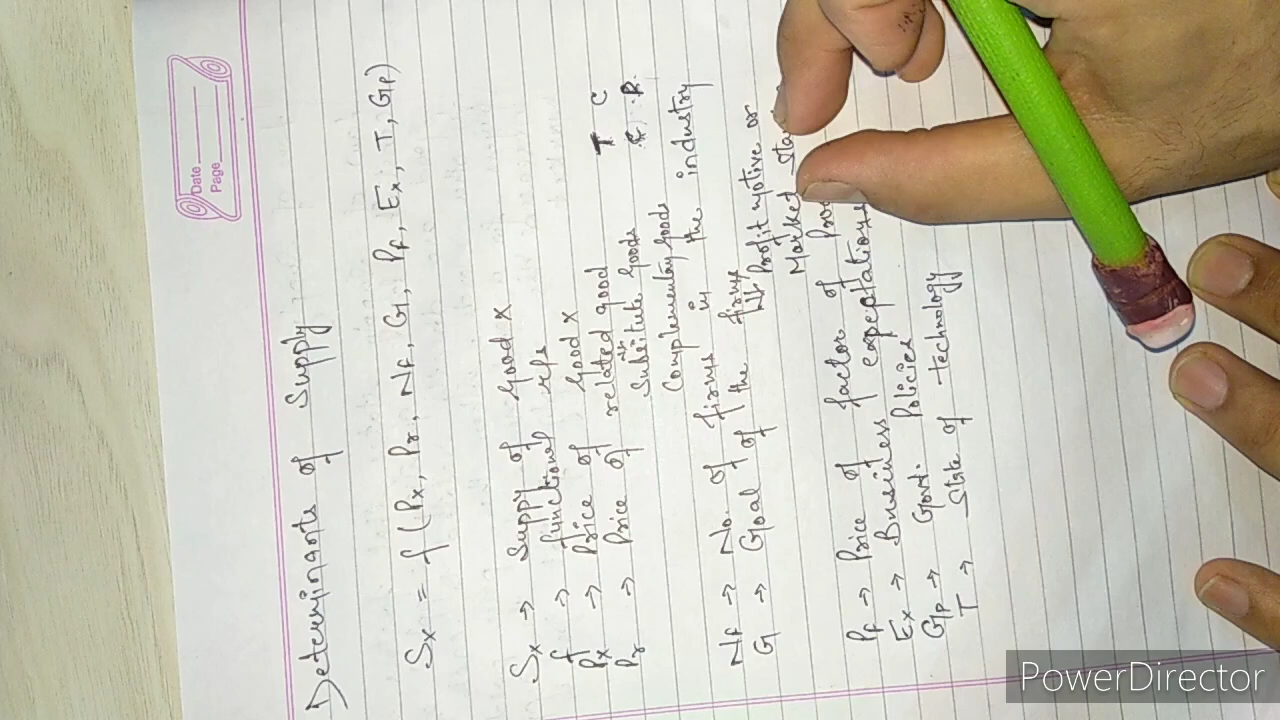 Date
Page
Determinants of Supply
Sx = f (Px, Pr, Nf, G, Pf, Ex, T, Gp)
Sx → Supply of Good X
f → functional r/s
Px → Price of Good X
Pr → Price of related good T C
Substitute Goods
Complementary Goods
Nf → No. of firms in the industry
G → Goal of the firms
Profit motive or
Market
Pf → Price of factor of
Ex → Business expeptations
Gp → Govt. Policies
T → State of technology
PowerDirector